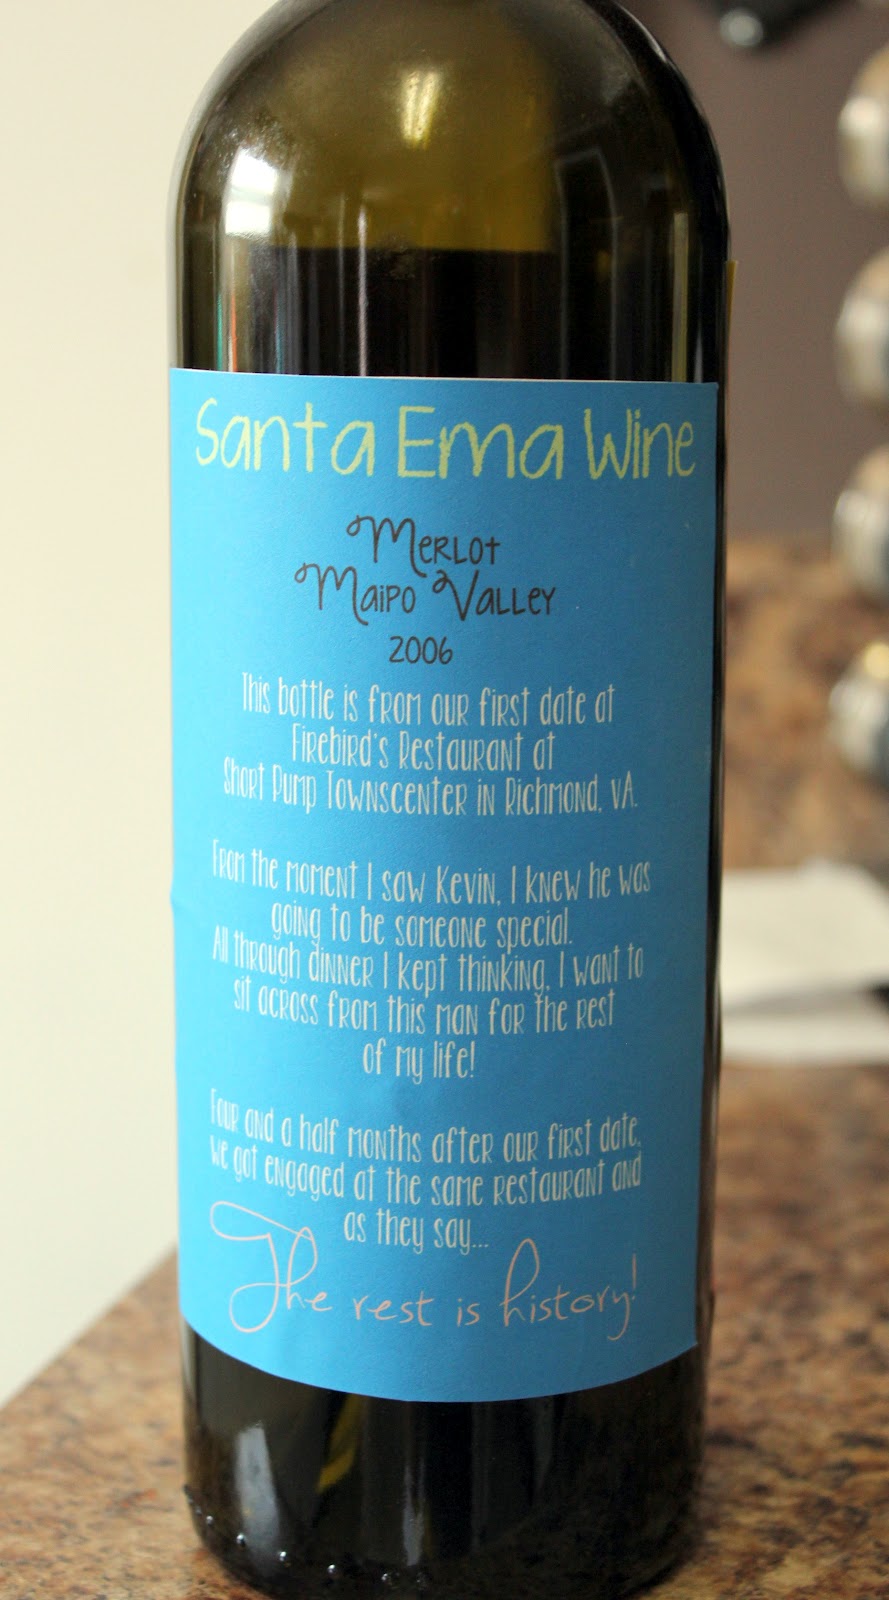 Santa Ema Wine
Merlot
Maipo Valley
2006
This bottle is from our first date at
Firebird's Restaurant at
Short Pump Townscenter in Richmond, VA.
From the moment I saw Kevin, I knew he was
going to be someone special.
All through dinner I kept thinking, I want to
sit across from this man for the rest
of my life!
Four and a half months after our first date,
we got engaged at the same restaurant and
as they say...
The rest is history!